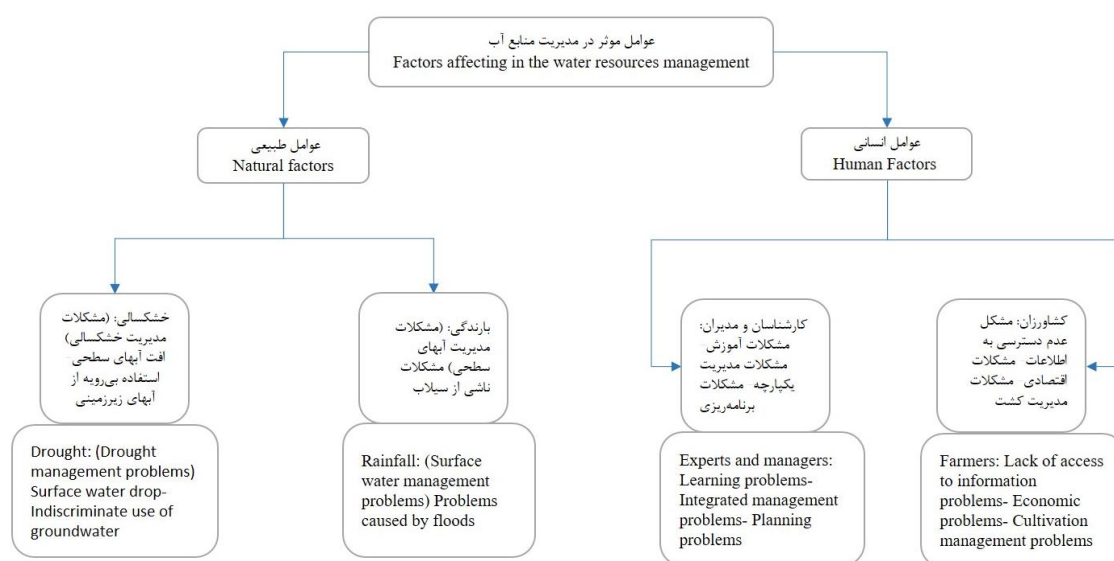 عوامل موثر در مدیریت منابع آب
Factors affecting in the water resources management
عوامل طبیعی
Natural factors
عوامل انسانی
Human Factors
خشکسالی: (مشکلات
مدیریت خشکسالی)
افت آبهای سطحی-
استفاده بی‌رویه از
آبهای زیرزمینی
Drought: (Drought
management problems)
Surface water drop-
Indiscriminate use of
groundwater
بارندگی: (مشکلات
مدیریت آبهای
سطحی) مشکلات
ناشی از سیلاب
Rainfall: (Surface
water management
problems) Problems
caused by floods
کارشناسان و مدیران:
مشکلات آموزش-
مشکلات مدیریت
یکپارچه- مشکلات
برنامه‌ریزی
Experts and managers:
Learning problems-
Integrated management
problems- Planning
problems
کشاورزان: مشکل
عدم دسترسی به
اطلاعات- مشکلات
اقتصادی- مشکلات
مدیریت کشت
Farmers: Lack of access
to information
problems- Economic
problems- Cultivation
management problems